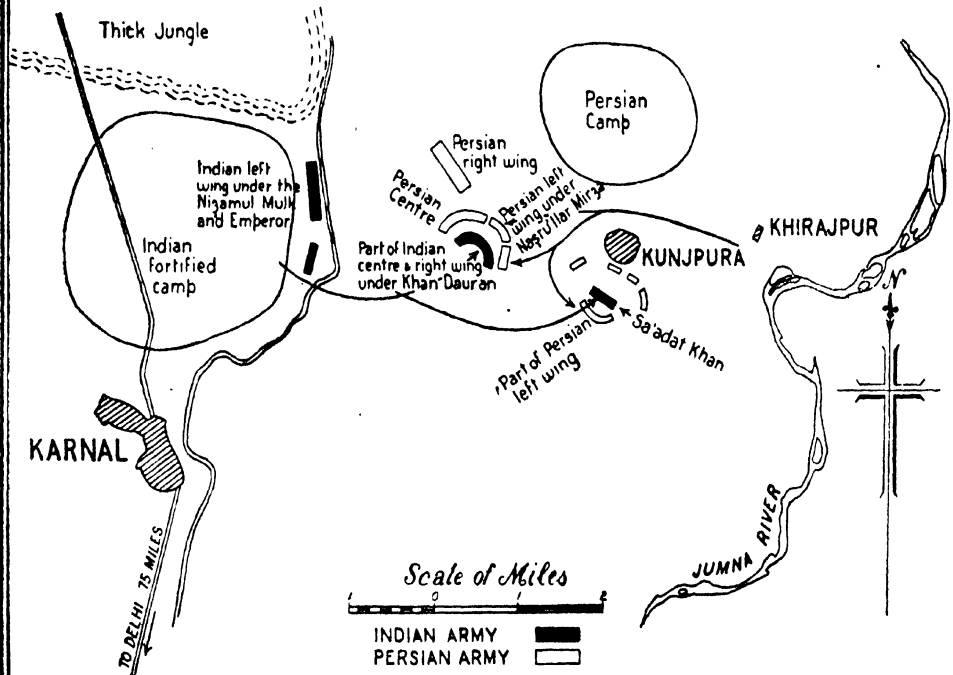 Thick Jungle
Persian
Camp
Persian
right wing
Persian
Centre
Persian left
wing under
Naṣru'llar Mirza
Indian left
wing under the
Niẓamul Mulk
and Emperor
Indian
fortified
camp
Part of Indian
centre & right wing
under Khan-Dauran
KHIRAJPUR
KUNJPURA
N
Sa'adat Khan
Part of Persian
left wing
KARNAL
TO DELHI 75 MILES
JUMNA RIVER
Scale of Miles
1 0 1 2
INDIAN ARMY
PERSIAN ARMY